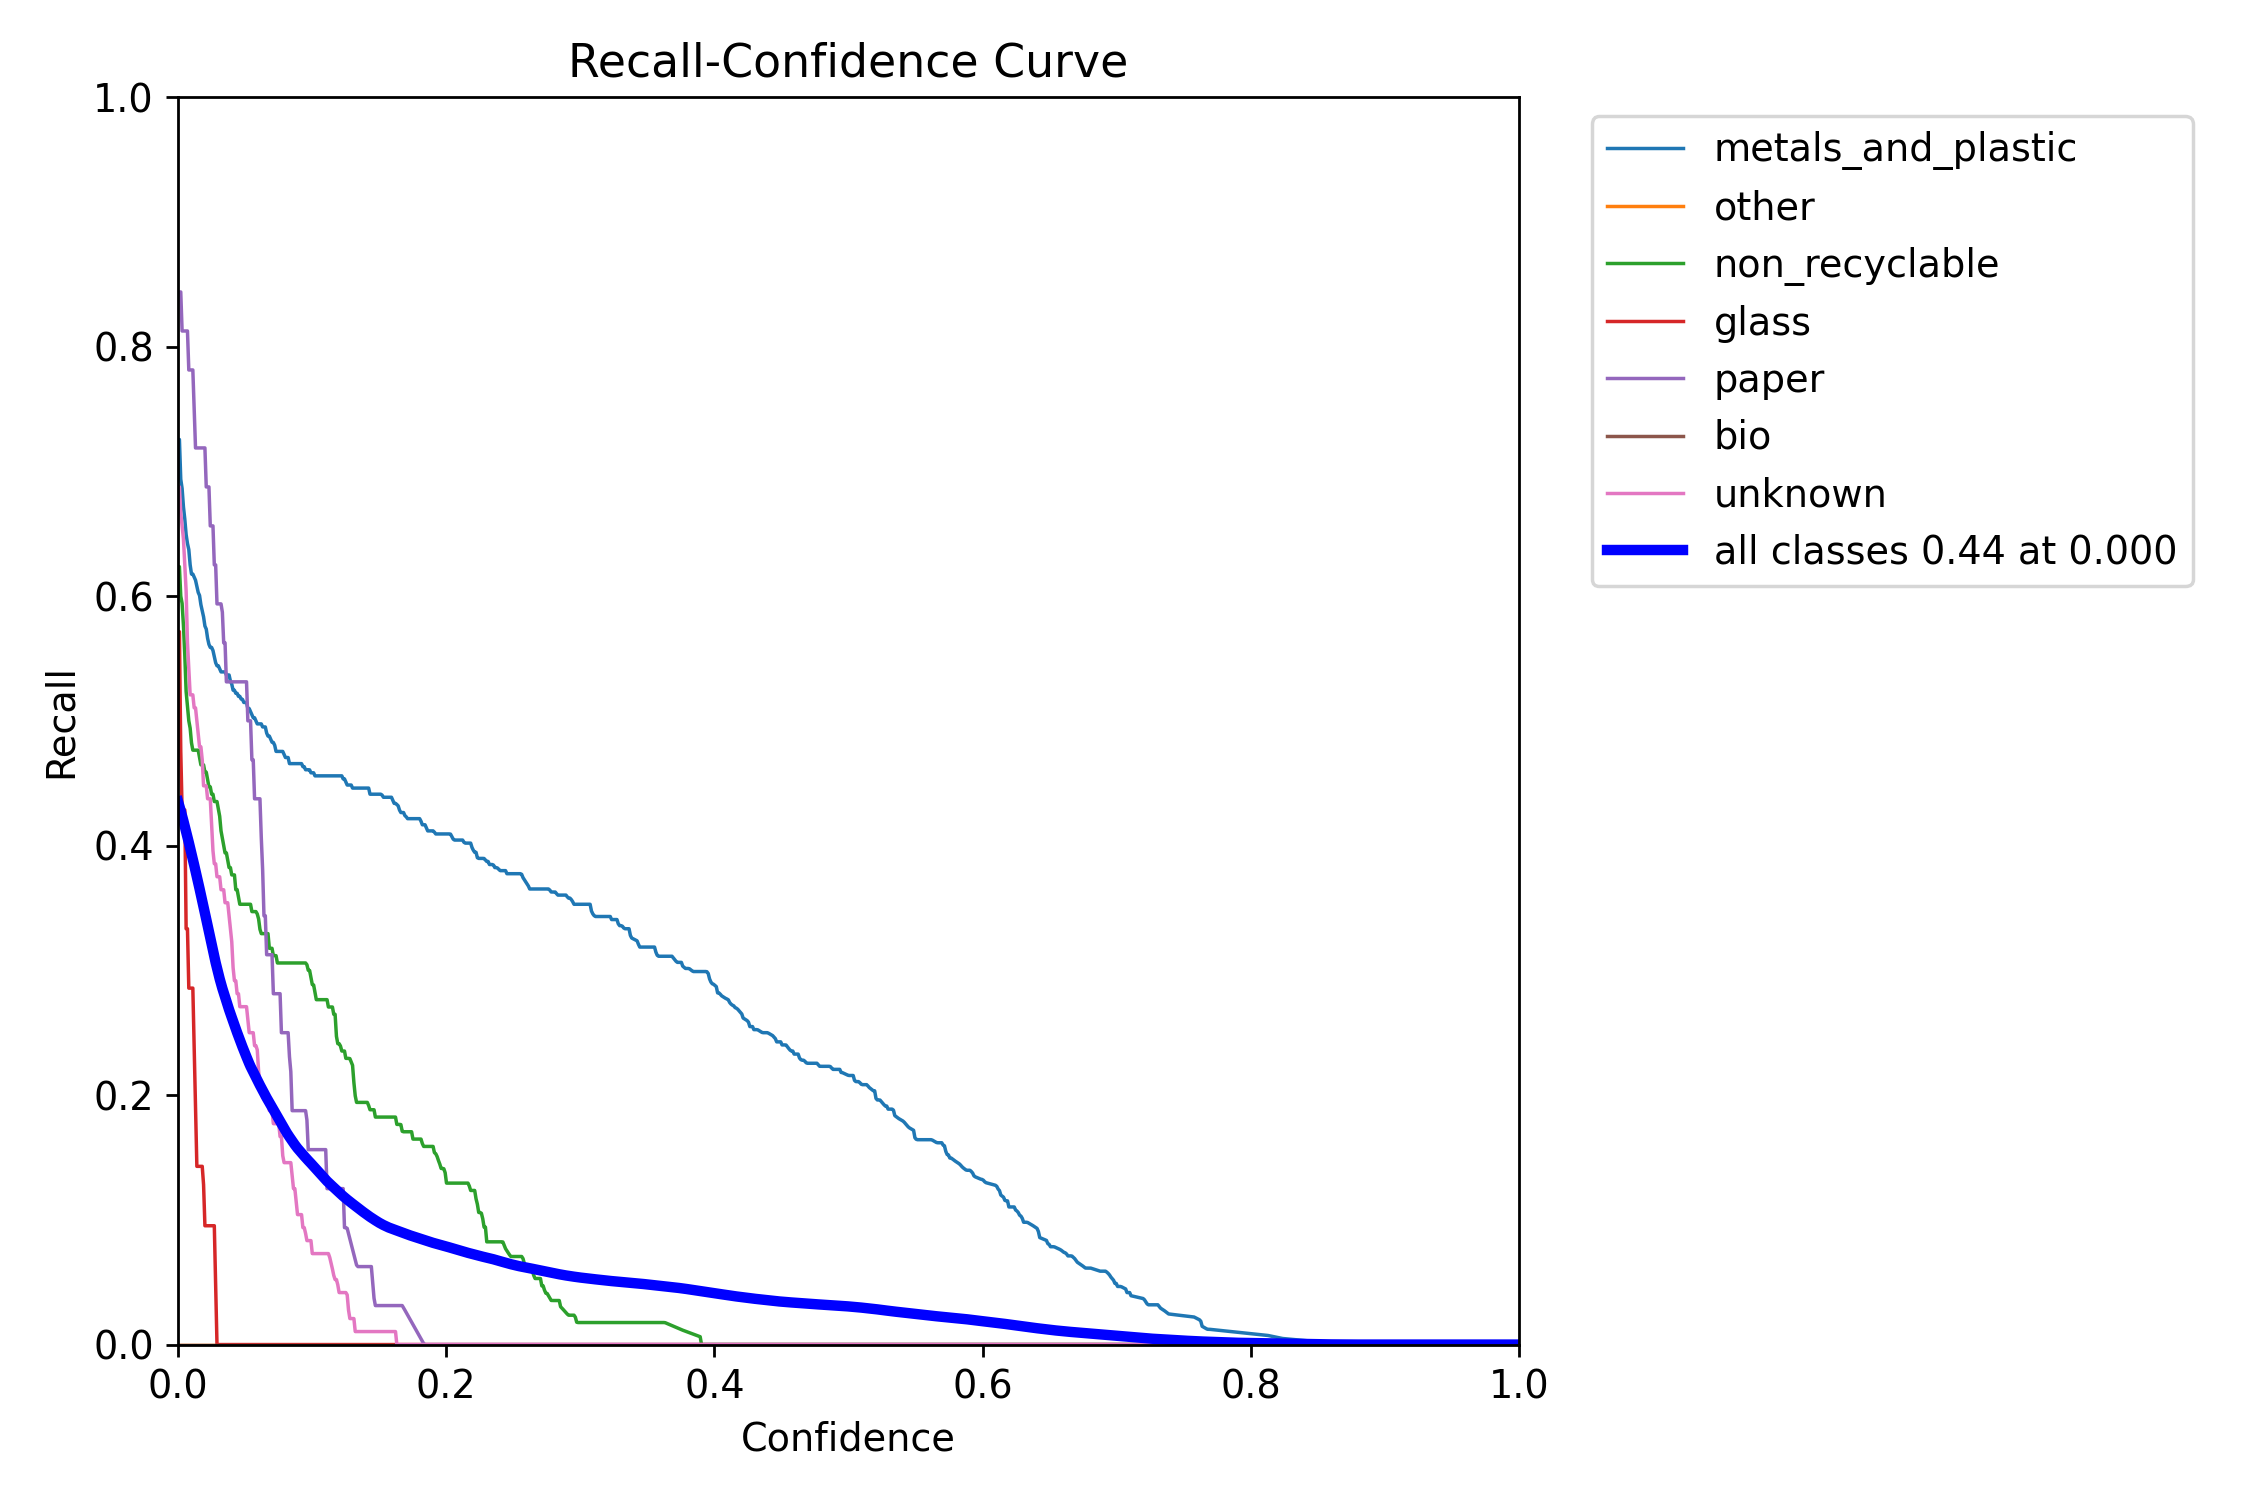 Recall-Confidence Curve
1.0
0.8
0.6
0.4
0.2
0.0
Recall
0.0 0.2 0.4 0.6 0.8 1.0
Confidence
metals_and_plastic
other
non_recyclable
glass
paper
bio
unknown
all classes 0.44 at 0.000